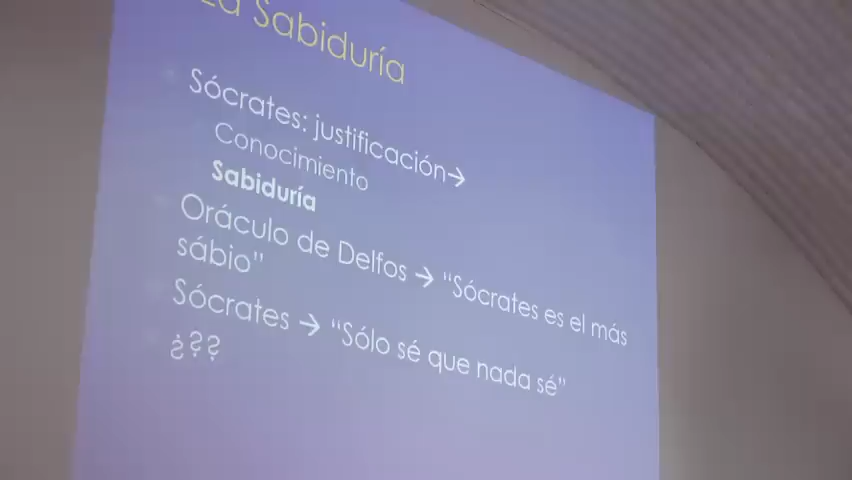 La Sabiduría
Sócrates: justificación→
Conocimiento
Sabiduría
Oráculo de Delfos → “Sócrates es el más
sábio”
Sócrates → “Sólo sé que nada sé”
¿??